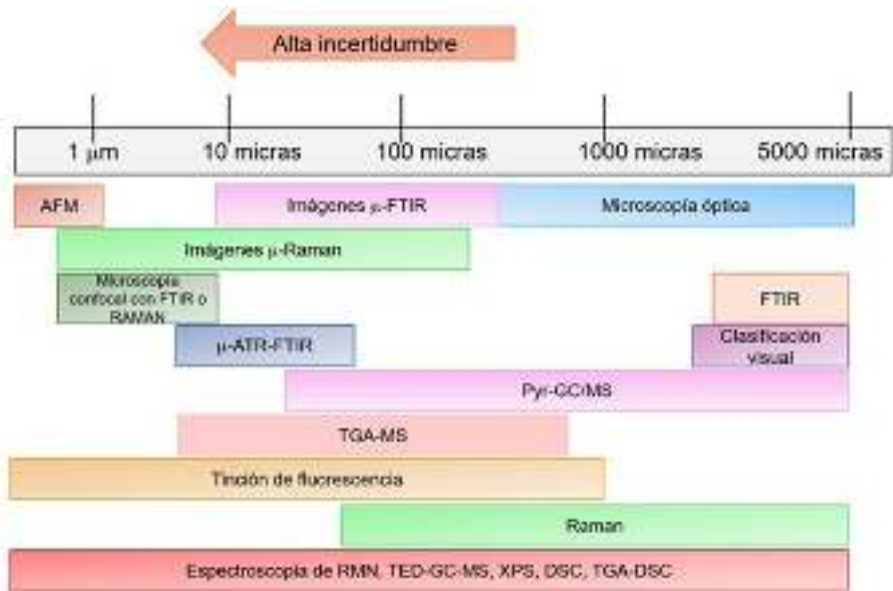 Alta incertidumbre
1 μm 10 micras 100 micras 1000 micras 5000 micras
AFM Imágenes μ-FTIR Microscopía óptica
Imágenes μ-Raman
Microscopía
confocal con FTIR o
RAMAN
FTIR
μ-ATR-FTIR
Clasificación
visual
Pyr-GC/MS
TGA-MS
Tinción de fluorescencia
Raman
Espectroscopia de RMN, TED-GC-MS, XPS, DSC, TGA-DSC